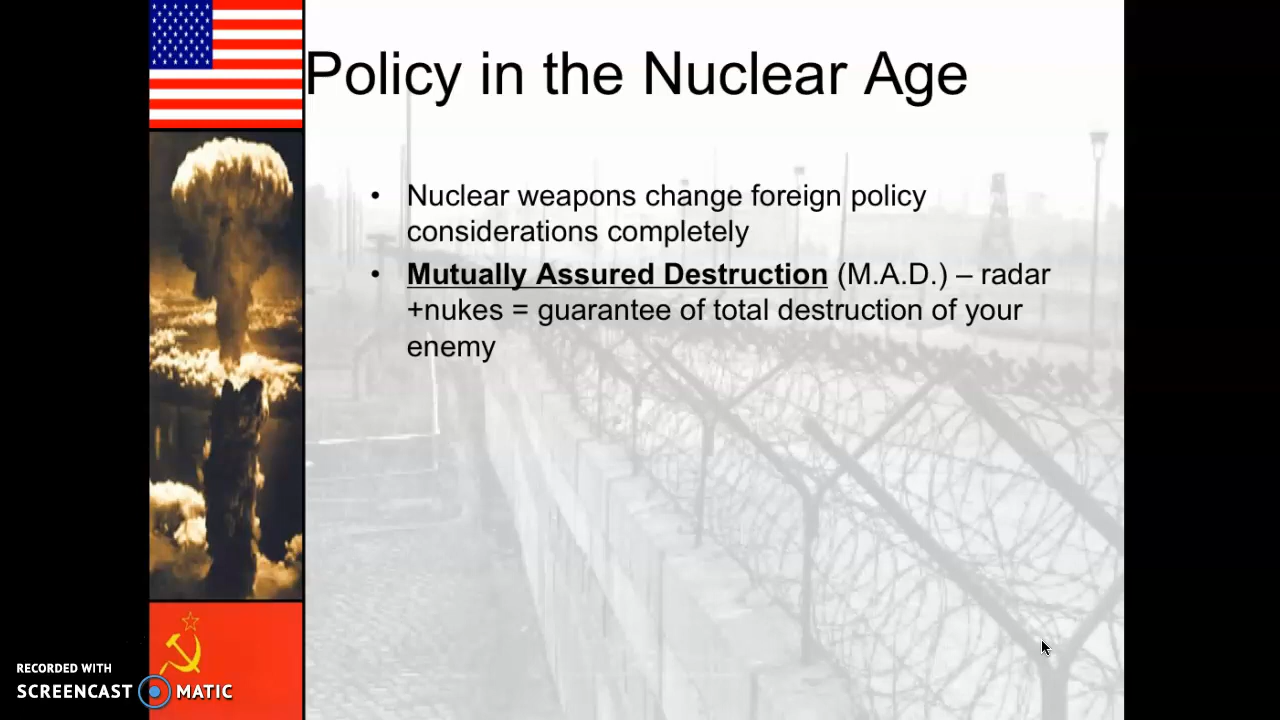 Policy in the Nuclear Age
• Nuclear weapons change foreign policy
considerations completely
• Mutually Assured Destruction (M.A.D.) – radar
+nukes = guarantee of total destruction of your
enemy
RECORDED WITH
SCREENCAST MATIC